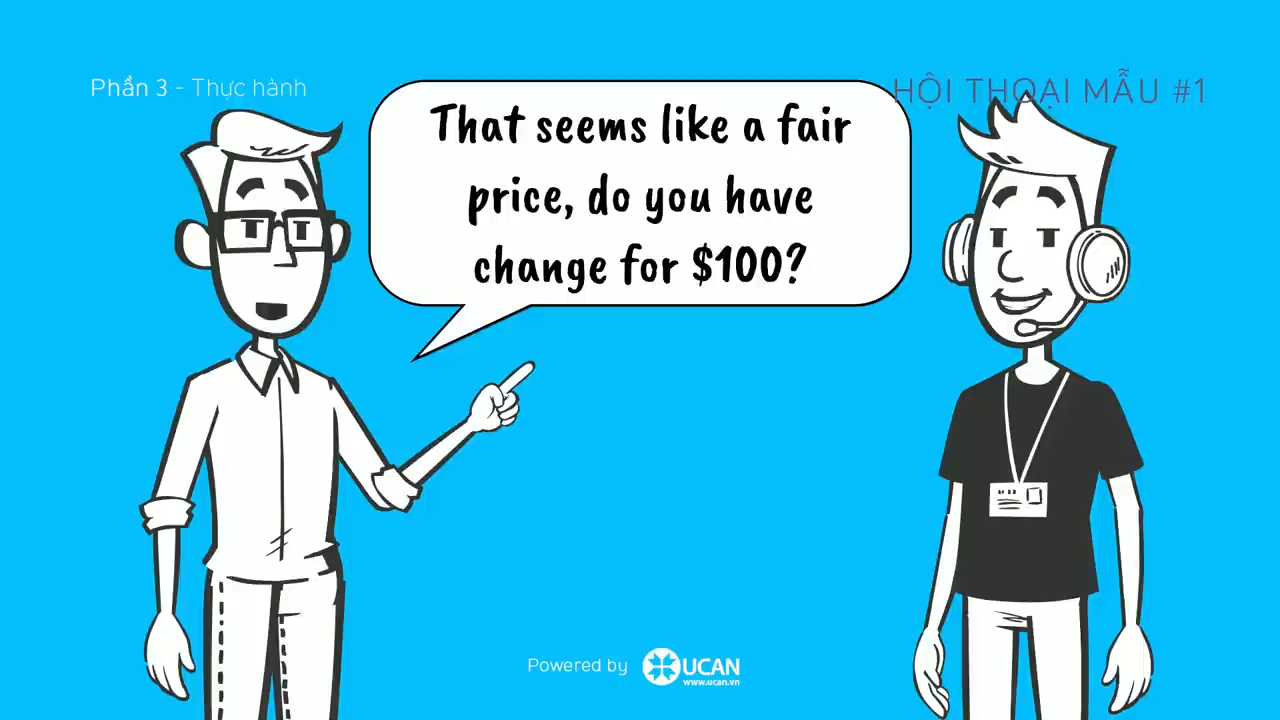 Phần 3 - Thực hành
HỘI THOẠI MẪU #1
That seems like a fair
price, do you have
change for $100?
Powered by UCAN
www.ucan.vn